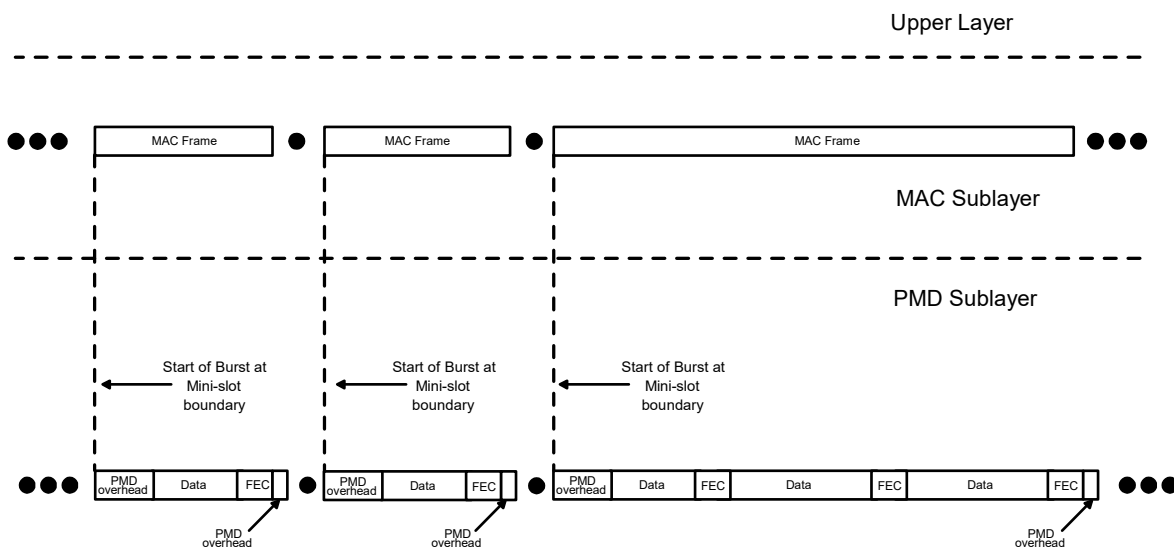 Upper Layer
MAC Frame
MAC Frame
MAC Frame
MAC Sublayer
PMD Sublayer
Start of Burst at
Mini-slot
boundary
Start of Burst at
Mini-slot
boundary
Start of Burst at
Mini-slot
boundary
PMD
overhead
Data
FEC
PMD
overhead
Data
FEC
PMD
overhead
Data
FEC
Data
FEC
Data
FEC
PMD
overhead
PMD
overhead
PMD
overhead